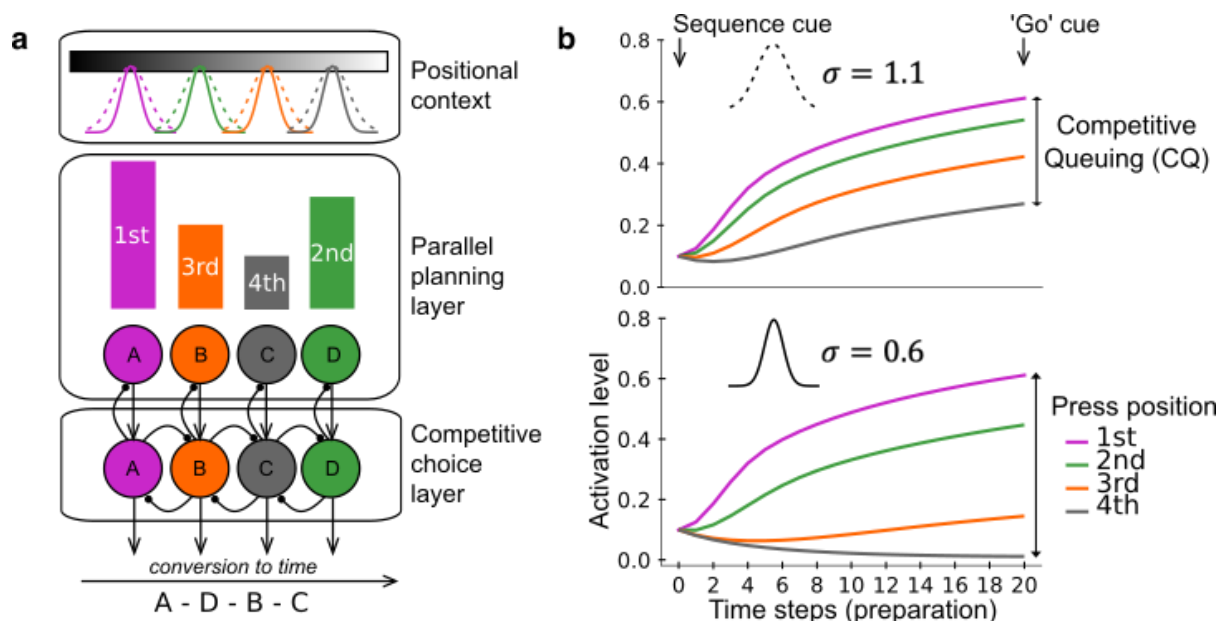 a
Positional
context
1st
3rd
4th
2nd
Parallel
planning
layer
A B C D
A B C D
Competitive
choice
layer
conversion to time
A - D - B - C
b
Sequence cue
'Go' cue
0.8
0.6
0.4
0.2
0.0
σ = 1.1
Competitive
Queuing (CQ)
0.8
0.6
0.4
0.2
0.0
σ = 0.6
Activation level
Press position
1st
2nd
3rd
4th
0 2 4 6 8 10 12 14 16 18 20
Time steps (preparation)